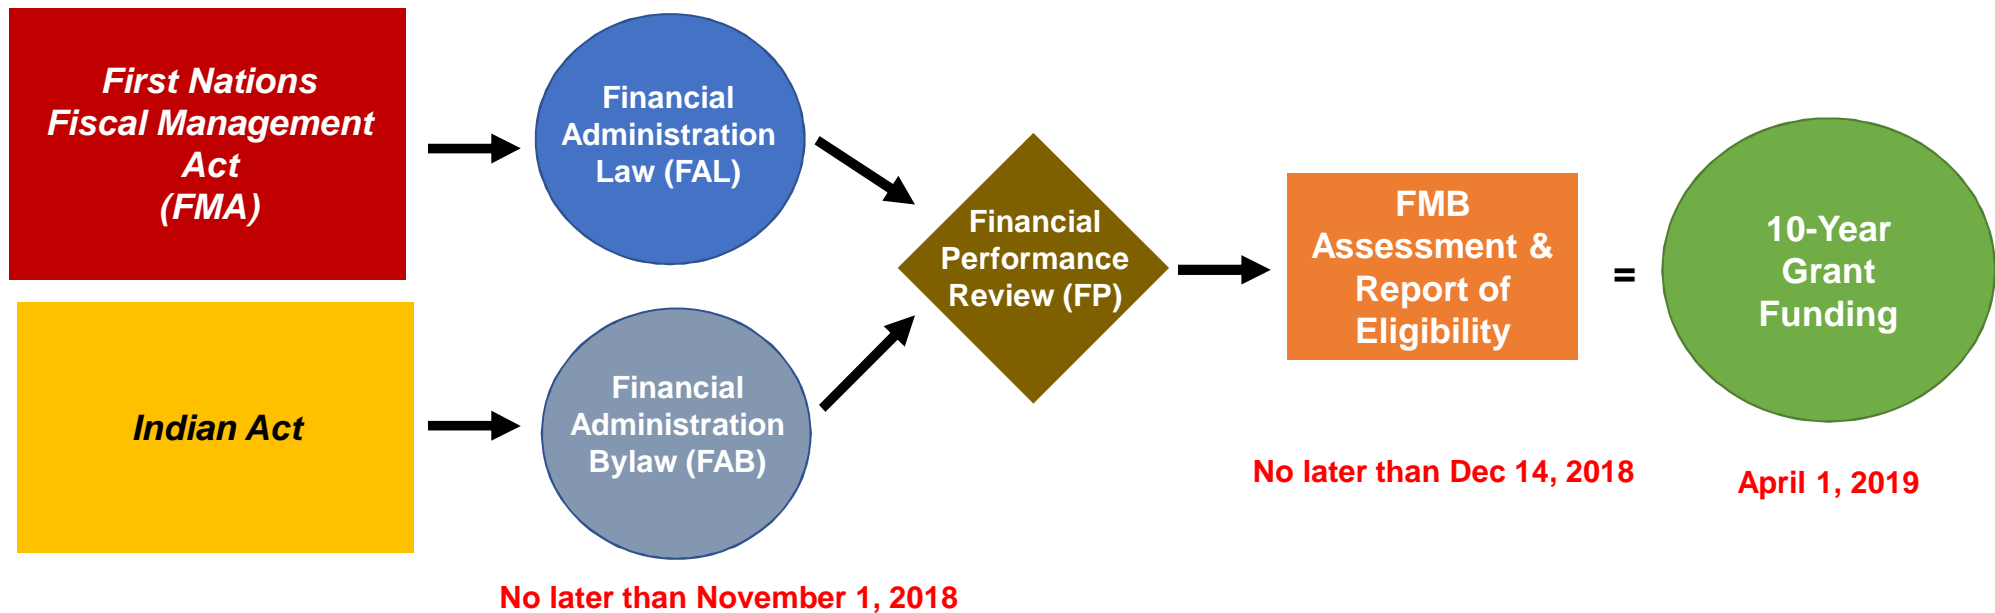 First Nations
Fiscal Management
Act
(FMA)
Financial
Administration
Law (FAL)
Indian Act
Financial
Administration
Bylaw (FAB)
No later than November 1, 2018
Financial
Performance
Review (FP)
FMB
Assessment &
Report of
Eligibility
No later than Dec 14, 2018
=
10-Year
Grant
Funding
April 1, 2019